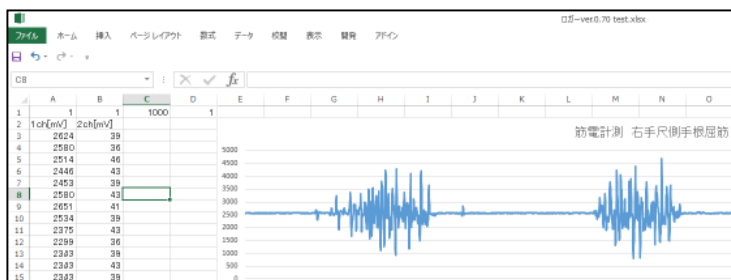 ロガーver.0.70 test.xlsx
ファイル ホーム 挿入 ページ レイアウト 数式 データ 校閲 表示 開発 アドイン
C8 fx
A B C D E F G H I J K L M N O
1 1 1 1000 1
2 1ch[mV] 2ch[mV]
筋電計測 右手尺側手根屈筋
3 2624 39
4 2580 36
5 2514 46
6 2446 43
7 2453 39
8 2580 43
9 2651 41
10 2534 39
11 2375 43
12 2299 36
13 2343 39
14 2343 43
15 2343 39
5000
4500
4000
3500
3000
2500
2000
1500
1000
500
0